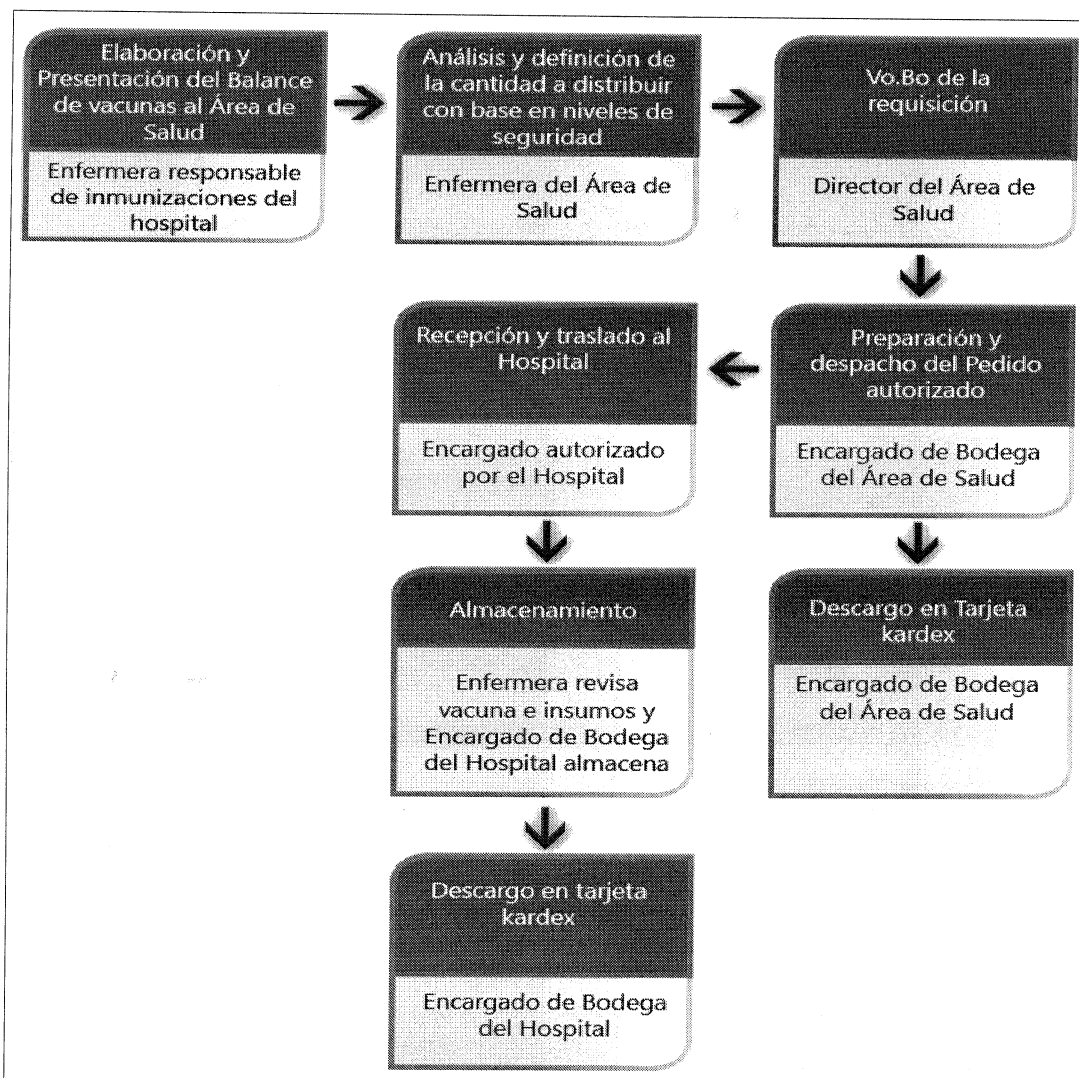 Elaboración y
Presentación del Balance
de vacunas al Área de
Salud
Enfermera responsable
de inmunizaciones del
hospital
Análisis y definición de
la cantidad a distribuir
con base en niveles de
seguridad
Enfermera del Área de
Salud
Vo.Bo de la
requisición
Director del Área de
Salud
Preparación y
despacho del Pedido
autorizado
Encargado de Bodega
del Área de Salud
Recepción y traslado al
Hospital
Encargado autorizado
por el Hospital
Descargo en Tarjeta
kardex
Encargado de Bodega
del Área de Salud
Almacenamiento
Enfermera revisa
vacuna e insumos y
Encargado de Bodega
del Hospital almacena
Descargo en tarjeta
kardex
Encargado de Bodega
del Hospital